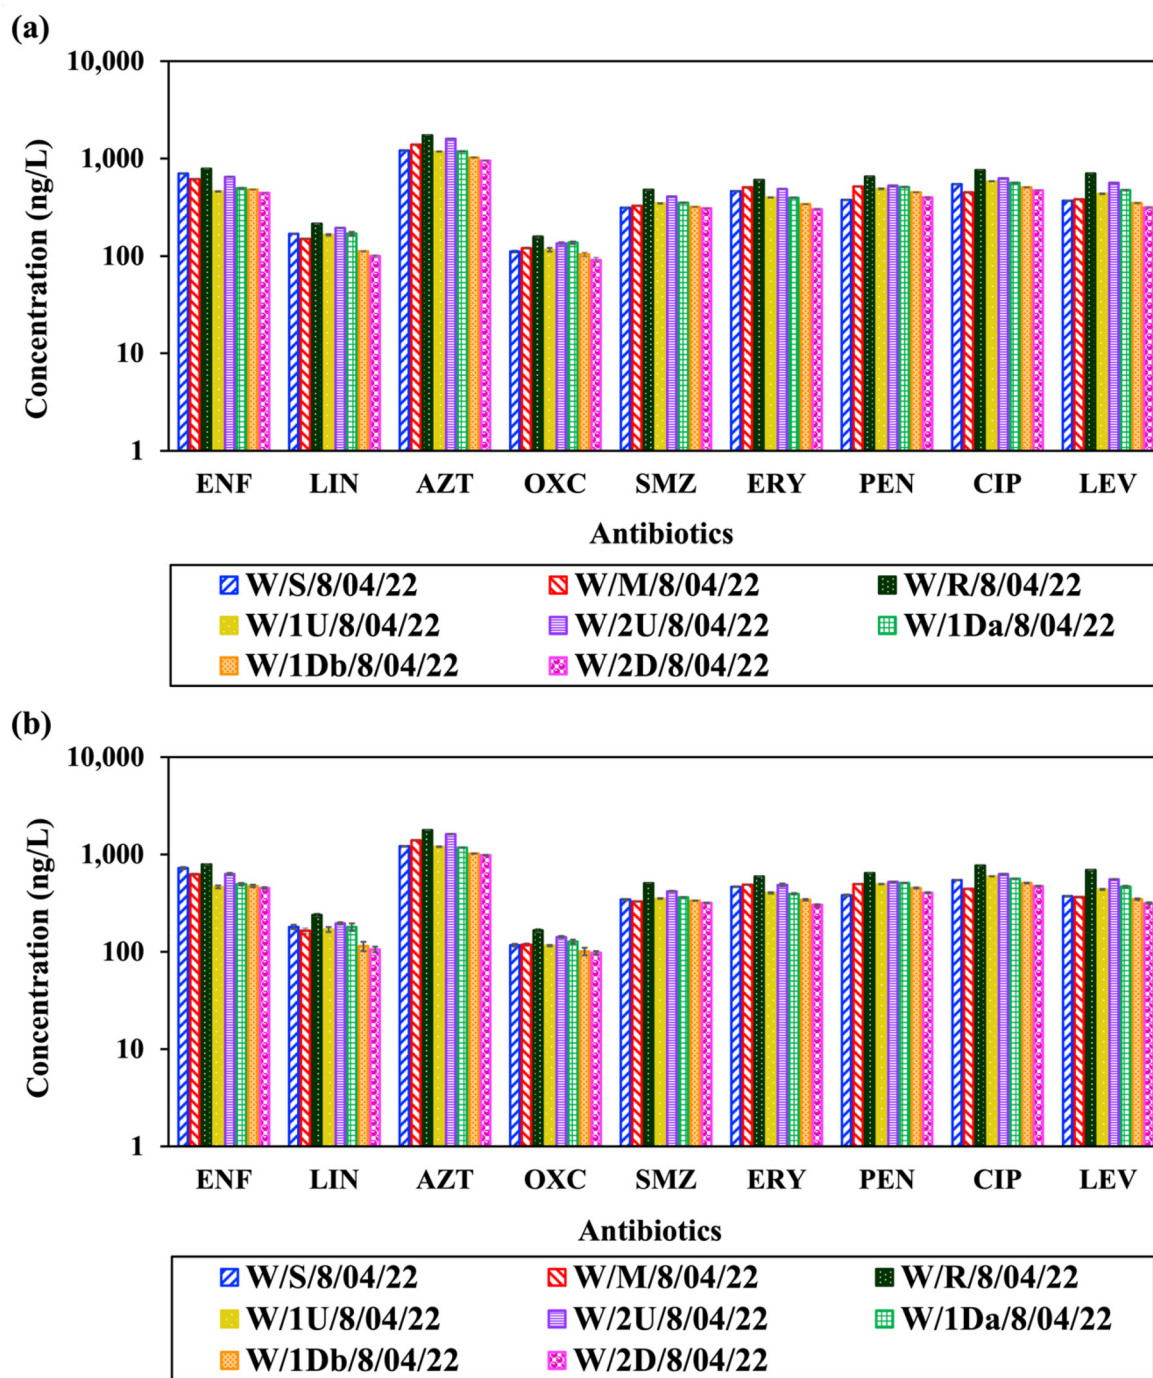 (a)
10,000
1,000
100
10
1
Concentration (ng/L)
ENF LIN AZT OXC SMZ ERY PEN CIP LEV
Antibiotics
W/S/8/04/22 W/M/8/04/22 W/R/8/04/22
W/1U/8/04/22 W/2U/8/04/22 W/1Da/8/04/22
W/1Db/8/04/22 W/2D/8/04/22
(b)
10,000
1,000
100
10
1
Concentration (ng/L)
ENF LIN AZT OXC SMZ ERY PEN CIP LEV
Antibiotics
W/S/8/04/22 W/M/8/04/22 W/R/8/04/22
W/1U/8/04/22 W/2U/8/04/22 W/1Da/8/04/22
W/1Db/8/04/22 W/2D/8/04/22